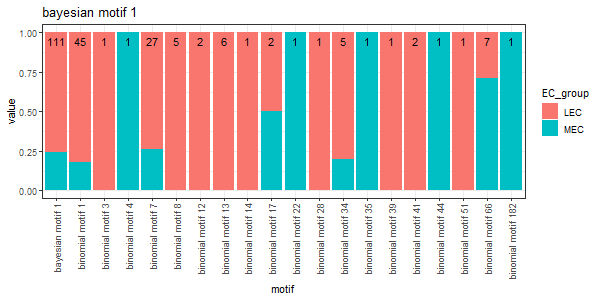 bayesian motif 1
value
1.00
0.75
0.50
0.25
0.00
111 45 1 1 27 5 2 6 1 2 1 1 5 1 1 2 1 1 7 1
bayesian motif 1
binomial motif 1
binomial motif 3
binomial motif 4
binomial motif 7
binomial motif 8
binomial motif 12
binomial motif 13
binomial motif 14
binomial motif 17
binomial motif 22
binomial motif 28
binomial motif 34
binomial motif 35
binomial motif 39
binomial motif 41
binomial motif 44
binomial motif 51
binomial motif 66
binomial motif 182
motif
EC_group
LEC
MEC